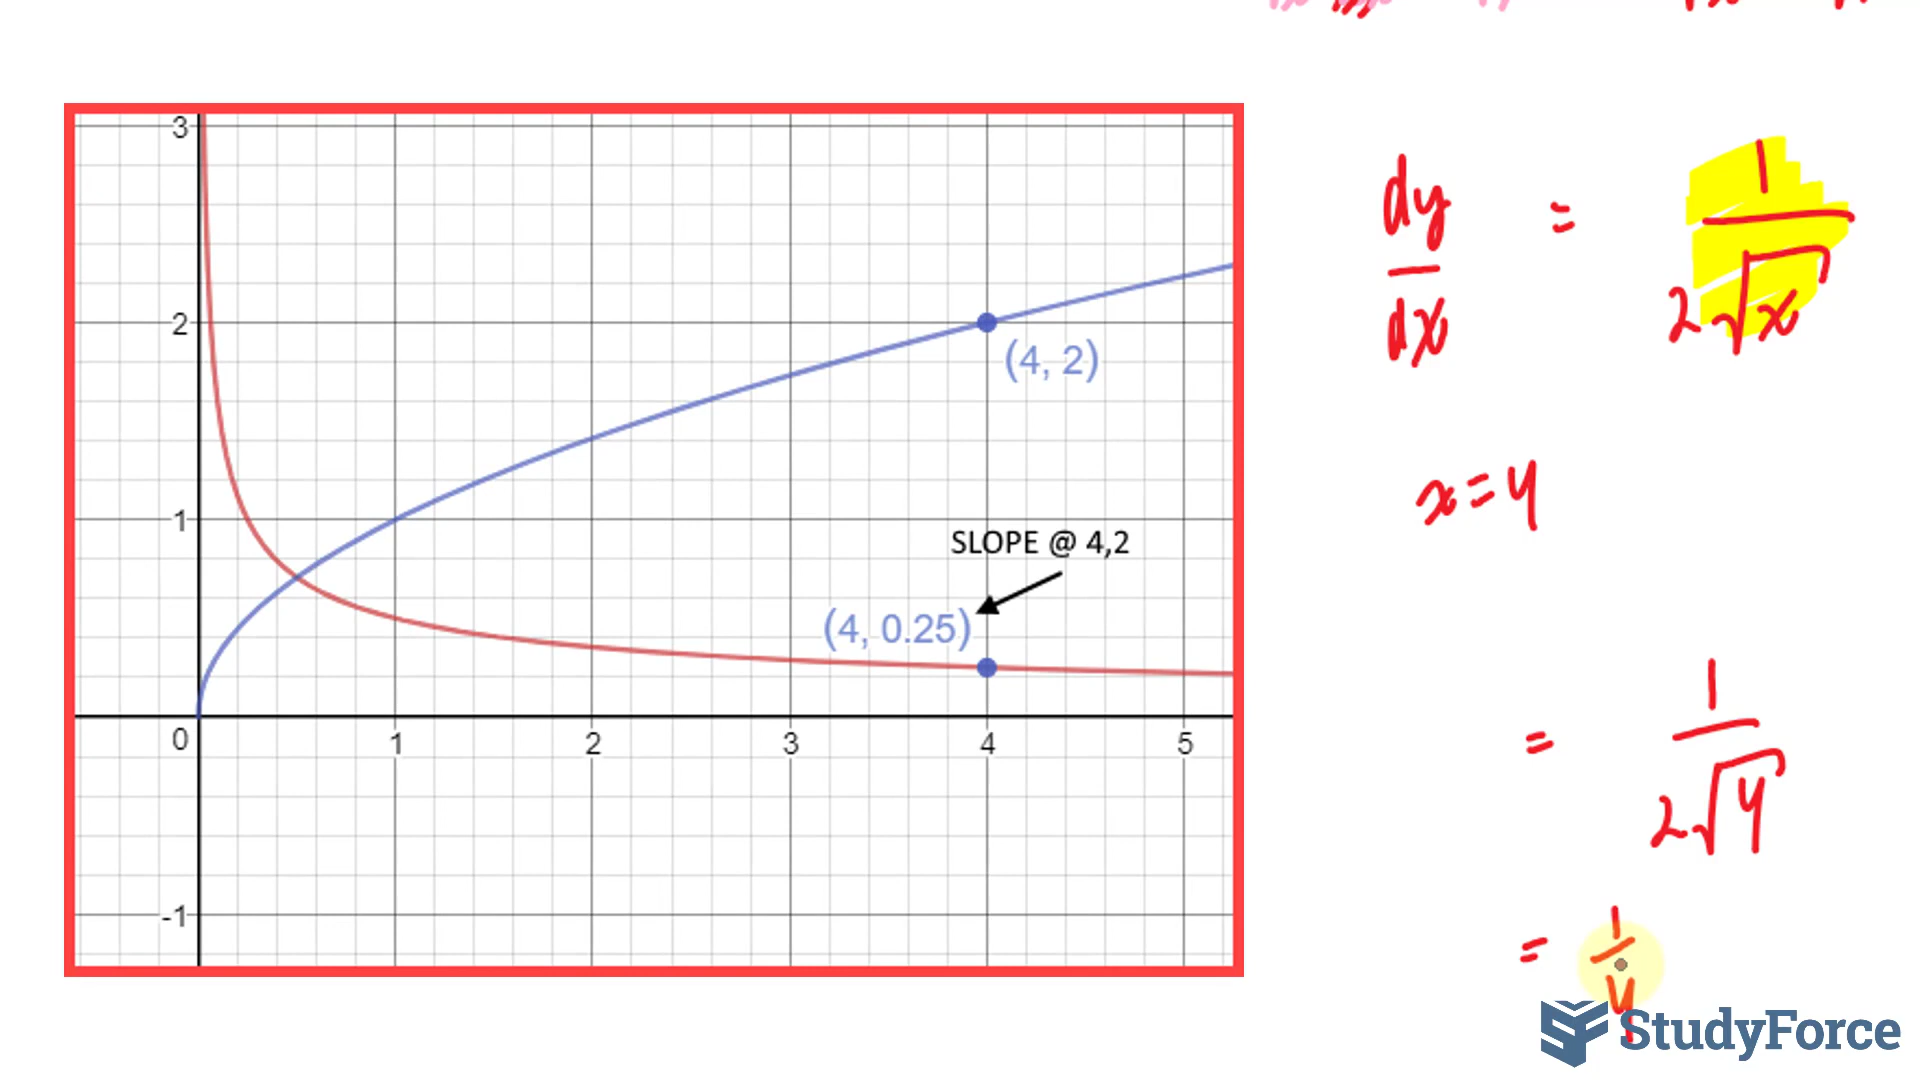 3
2
(4, 2)
1
SLOPE @ 4,2
(4, 0.25)
0 1 2 3 4 5
-1
dy/dx = 1/(2√x)
x=4
= 1/(2√4)
= 1/4
StudyForce